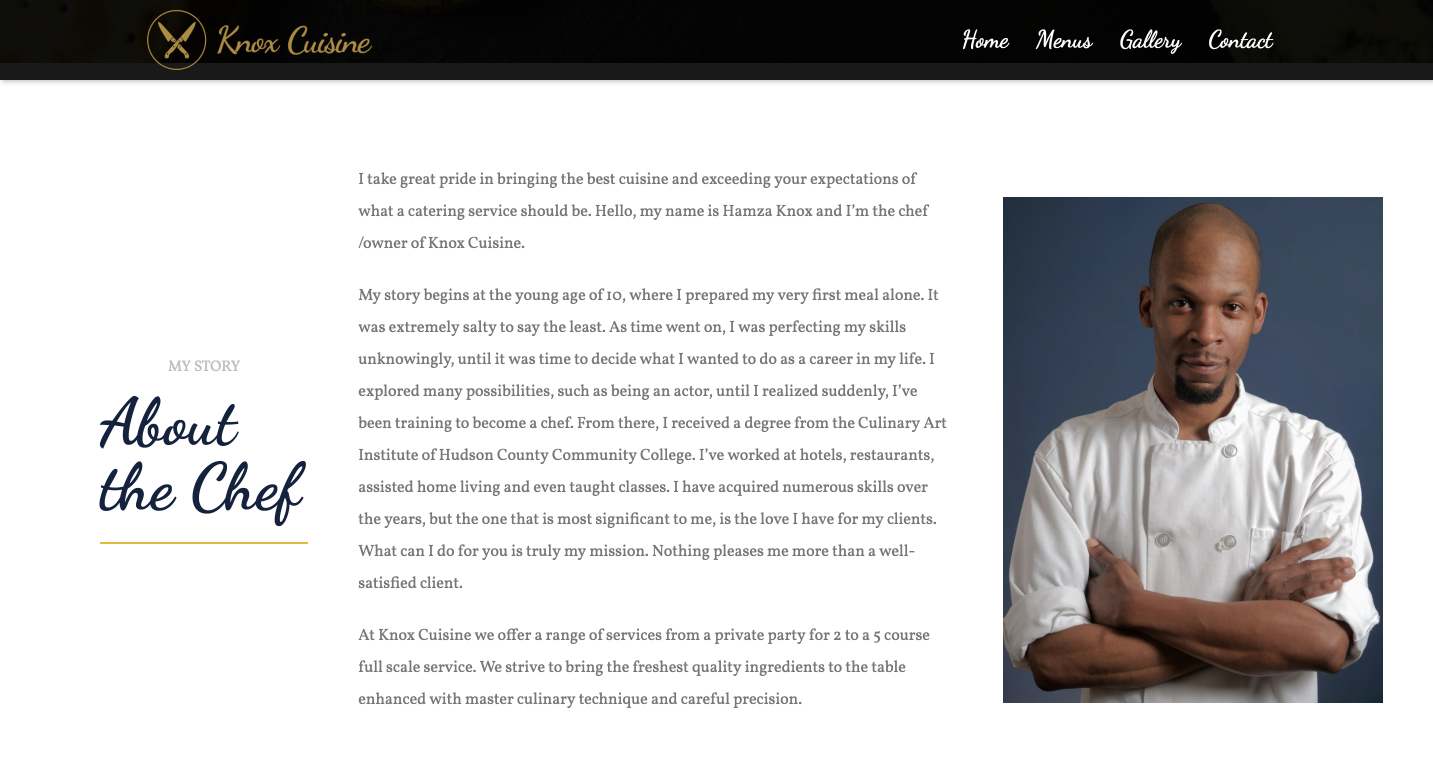 Knox Cuisine
Home Menus Gallery Contact
MY STORY
About
the Chef
I take great pride in bringing the best cuisine and exceeding your expectations of
what a catering service should be. Hello, my name is Hamza Knox and I’m the chef
/owner of Knox Cuisine.
My story begins at the young age of 10, where I prepared my very first meal alone. It
was extremely salty to say the least. As time went on, I was perfecting my skills
unknowingly, until it was time to decide what I wanted to do as a career in my life. I
explored many possibilities, such as being an actor, until I realized suddenly, I’ve
been training to become a chef. From there, I received a degree from the Culinary Art
Institute of Hudson County Community College. I’ve worked at hotels, restaurants,
assisted home living and even taught classes. I have acquired numerous skills over
the years, but the one that is most significant to me, is the love I have for my clients.
What can I do for you is truly my mission. Nothing pleases me more than a well-
satisfied client.
At Knox Cuisine we offer a range of services from a private party for 2 to a 5 course
full scale service. We strive to bring the freshest quality ingredients to the table
enhanced with master culinary technique and careful precision.